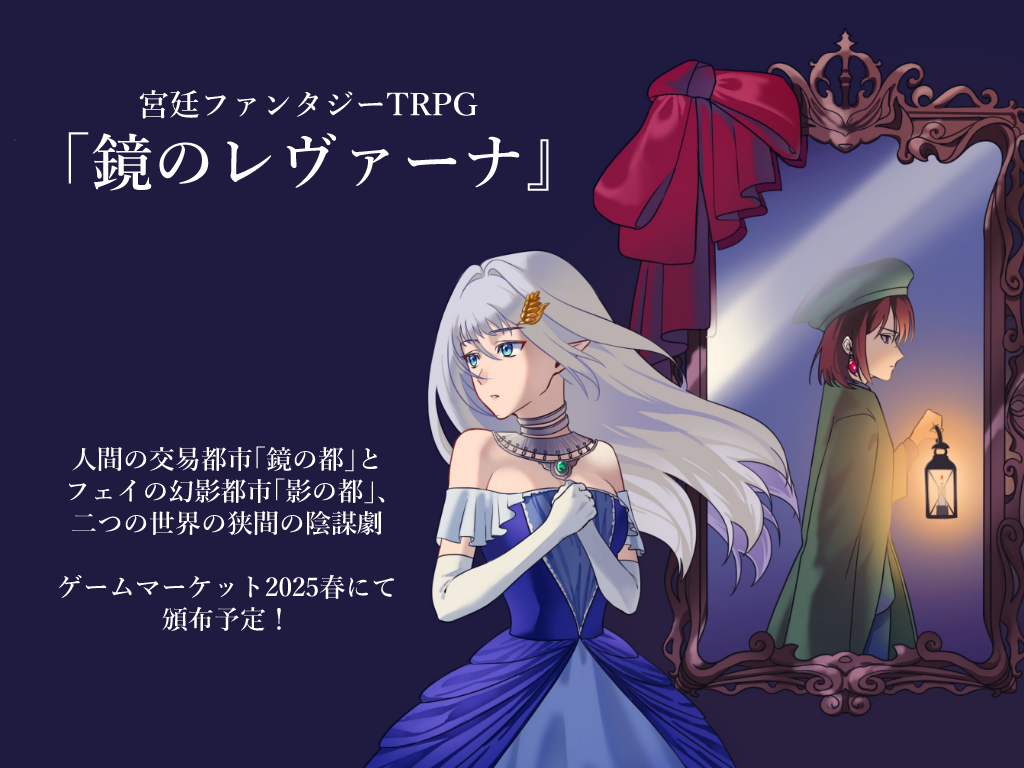 宮廷ファンタジーTRPG
「鏡のレヴァーナ』
人間の交易都市「鏡の都」と
フェイの幻影都市「影の都」、
二つの世界の狭間の陰謀劇
ゲームマーケット2025春にて
頒布予定！